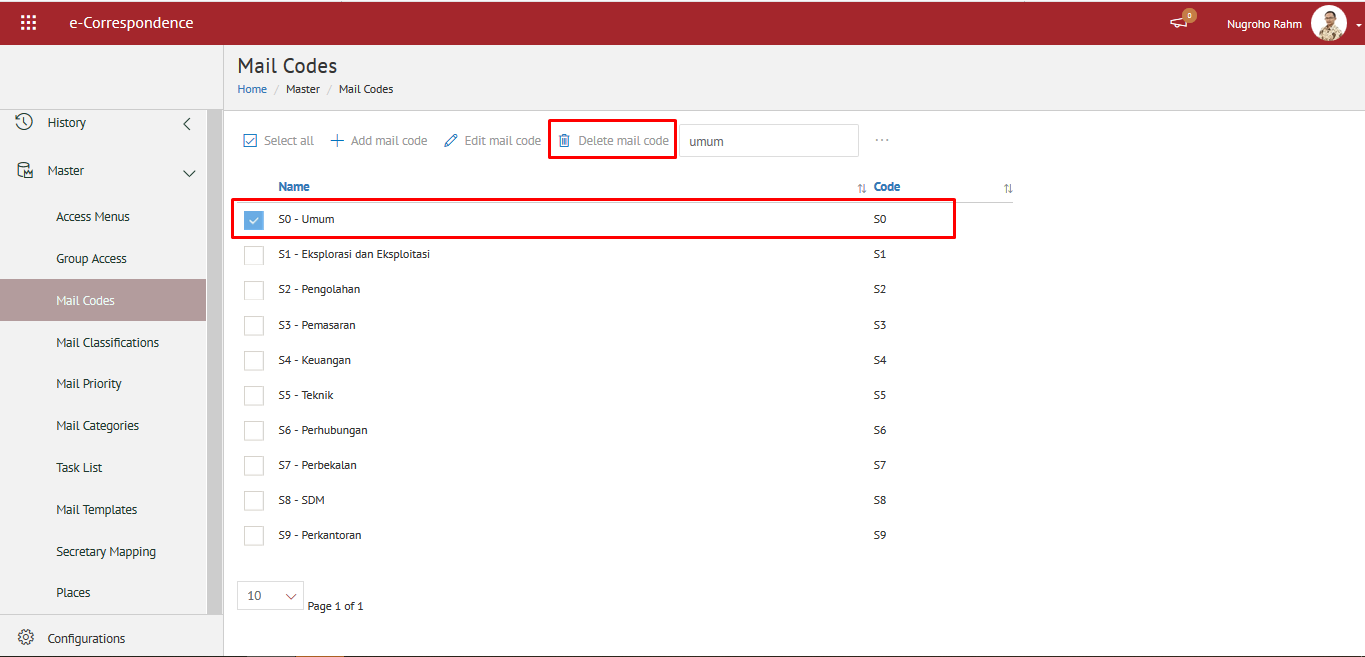 e-Correspondence
0
Nugroho Rahm
Mail Codes
Home / Master / Mail Codes
History
Master
Access Menus
Group Access
Mail Codes
Mail Classifications
Mail Priority
Mail Categories
Task List
Mail Templates
Secretary Mapping
Places
Configurations
Select all Add mail code Edit mail code Delete mail code umum ...
Name Code
S0 - Umum S0
S1 - Eksplorasi dan Eksploitasi S1
S2 - Pengolahan S2
S3 - Pemasaran S3
S4 - Keuangan S4
S5 - Teknik S5
S6 - Perhubungan S6
S7 - Perbekalan S7
S8 - SDM S8
S9 - Perkantoran S9
10 Page 1 of 1